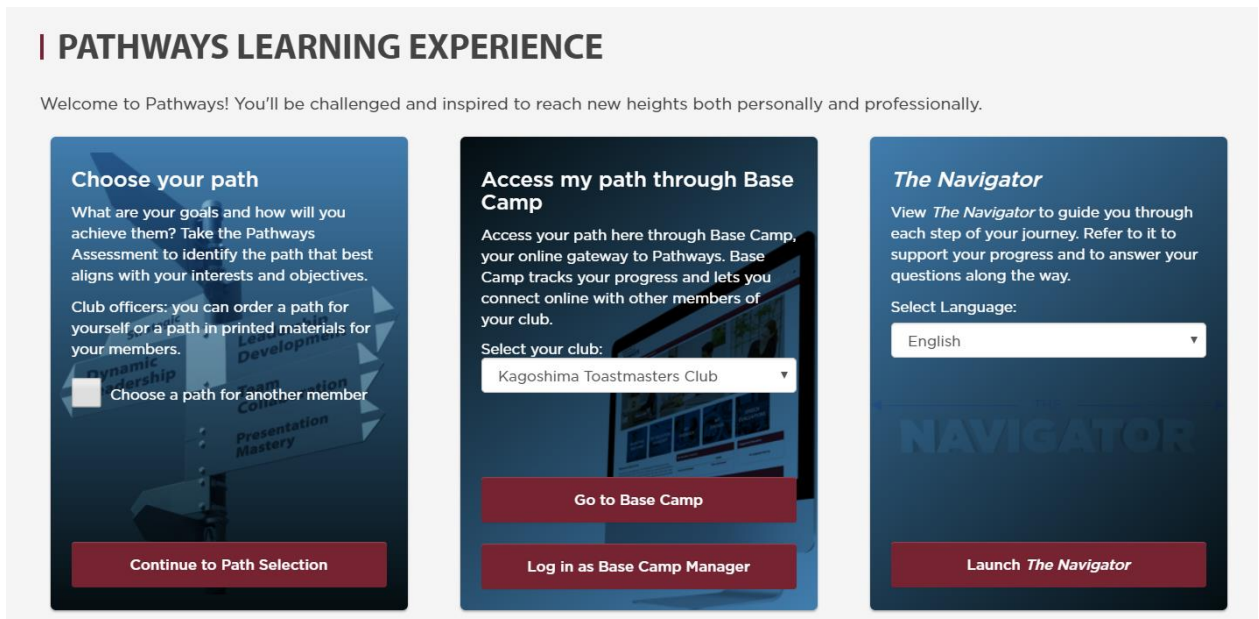 PATHWAYS LEARNING EXPERIENCE
Welcome to Pathways! You'll be challenged and inspired to reach new heights both personally and professionally.
Choose your path
What are your goals and how will you
achieve them? Take the Pathways
Assessment to identify the path that best
aligns with your interests and objectives.
Club officers: you can order a path for
yourself or a path in printed materials for
your members.
Choose a path for another member
Leadership
Development
Dynamic
Leadership
Team
Collaboration
Presentation
Mastery
Continue to Path Selection
Access my path through Base
Camp
Access your path here through Base Camp,
your online gateway to Pathways. Base
Camp tracks your progress and lets you
connect online with other members of
your club.
Select your club:
Kagoshima Toastmasters Club
Go to Base Camp
Log in as Base Camp Manager
The Navigator
View The Navigator to guide you through
each step of your journey. Refer to it to
support your progress and to answer your
questions along the way.
Select Language:
English
NAVIGATOR
Launch The Navigator